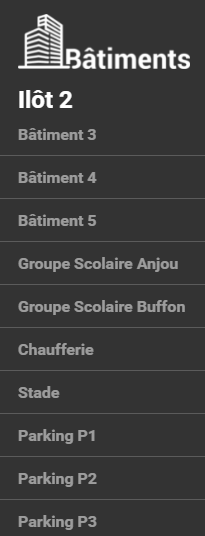 Bâtiments
Ilôt 2
Bâtiment 3
Bâtiment 4
Bâtiment 5
Groupe Scolaire Anjou
Groupe Scolaire Buffon
Chaufferie
Stade
Parking P1
Parking P2
Parking P3